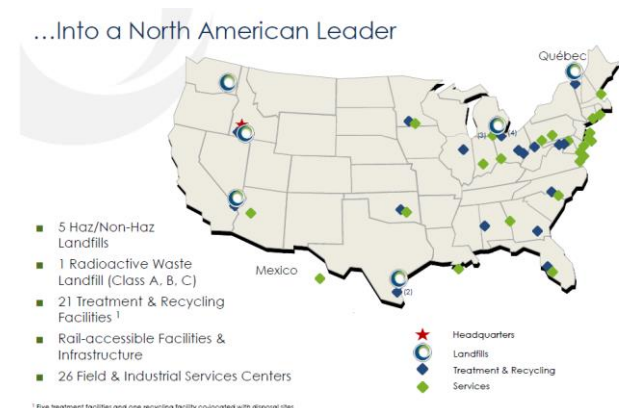 ...Into a North American Leader
Québec
(3)
(4)
5 Haz/Non-Haz
Landfills
1 Radioactive Waste
Landfill (Class A, B, C)
21 Treatment & Recycling
Facilities ¹
Rail-accessible Facilities &
Infrastructure
26 Field & Industrial Services Centers
Mexico
(2)
Headquarters
Landfills
Treatment & Recycling
Services
¹ Five treatment facilities and one recycling facility co-located with disposal sites